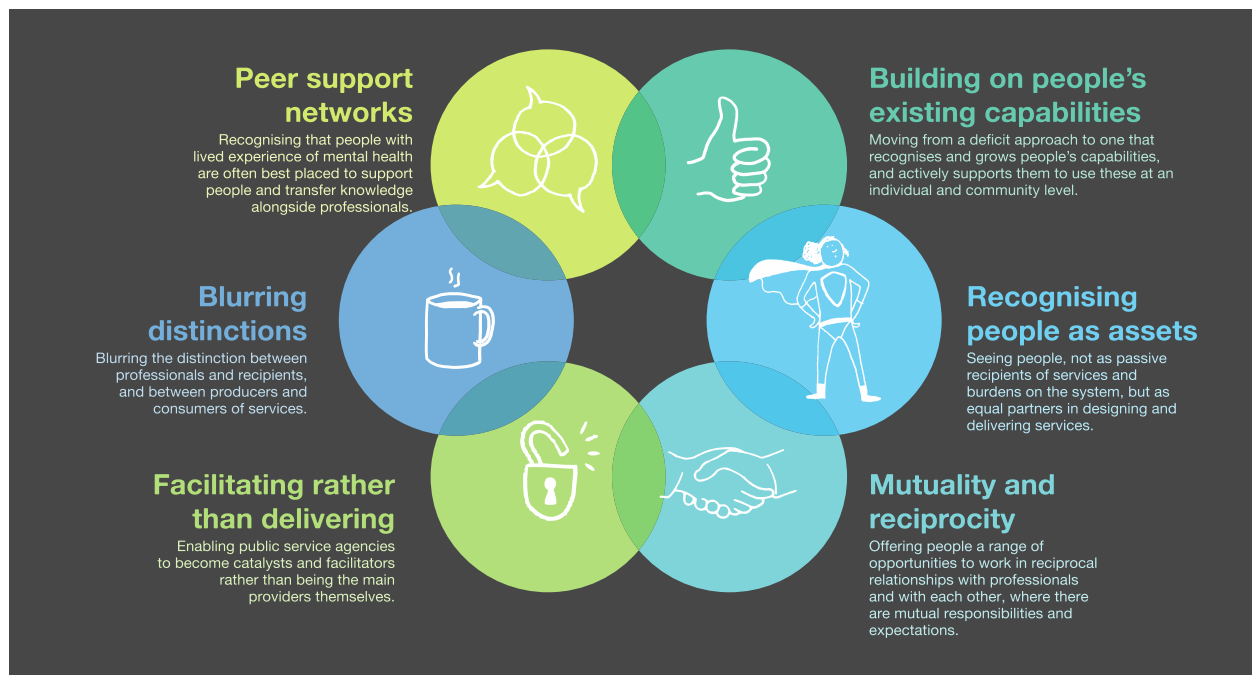 Peer support
networks
Recognising that people with
lived experience of mental health
are often best placed to support
people and transfer knowledge
alongside professionals.
Building on people’s
existing capabilities
Moving from a deficit approach to one that
recognises and grows people’s capabilities,
and actively supports them to use these at an
individual and community level.
Blurring
distinctions
Blurring the distinction between
professionals and recipients,
and between producers and
consumers of services.
Recognising
people as assets
Seeing people, not as passive
recipients of services and
burdens on the system, but as
equal partners in designing and
delivering services.
Facilitating rather
than delivering
Enabling public service agencies
to become catalysts and facilitators
rather than being the main
providers themselves.
Mutuality and
reciprocity
Offering people a range of
opportunities to work in reciprocal
relationships with professionals
and with each other, where there
are mutual responsibilities and
expectations.